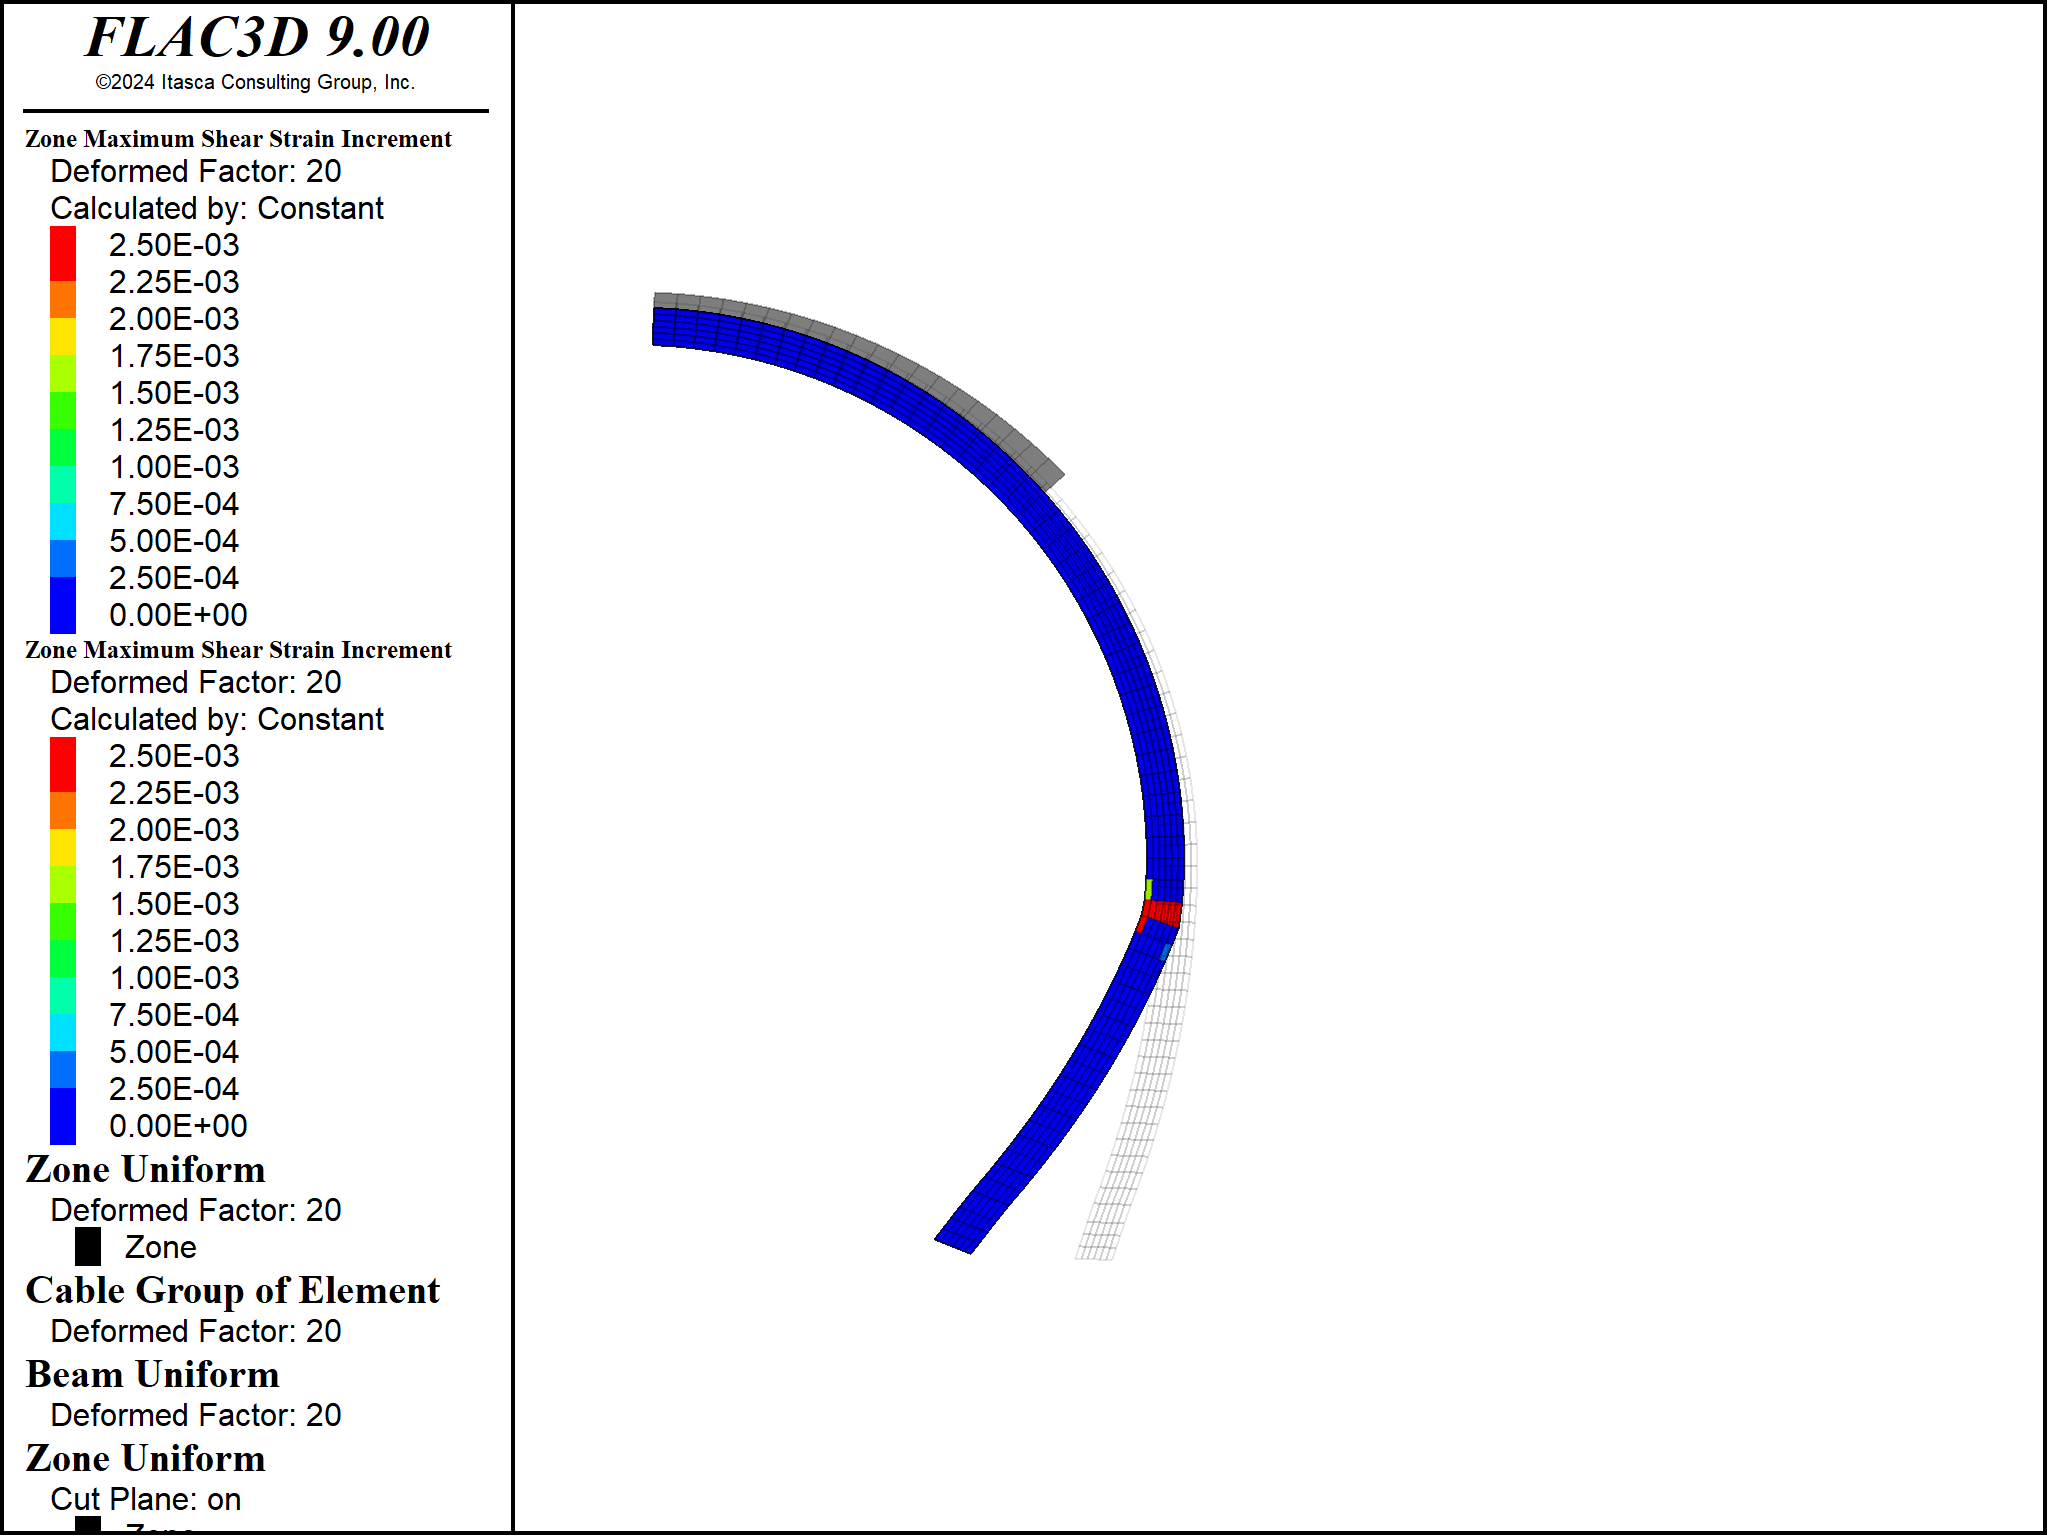 FLAC3D 9.00
©2024 Itasca Consulting Group, Inc.
Zone Maximum Shear Strain Increment
Deformed Factor: 20
Calculated by: Constant
2.50E-03
2.25E-03
2.00E-03
1.75E-03
1.50E-03
1.25E-03
1.00E-03
7.50E-04
5.00E-04
2.50E-04
0.00E+00
Zone Maximum Shear Strain Increment
Deformed Factor: 20
Calculated by: Constant
2.50E-03
2.25E-03
2.00E-03
1.75E-03
1.50E-03
1.25E-03
1.00E-03
7.50E-04
5.00E-04
2.50E-04
0.00E+00
Zone Uniform
Deformed Factor: 20
Zone
Cable Group of Element
Deformed Factor: 20
Beam Uniform
Deformed Factor: 20
Zone Uniform
Cut Plane: on